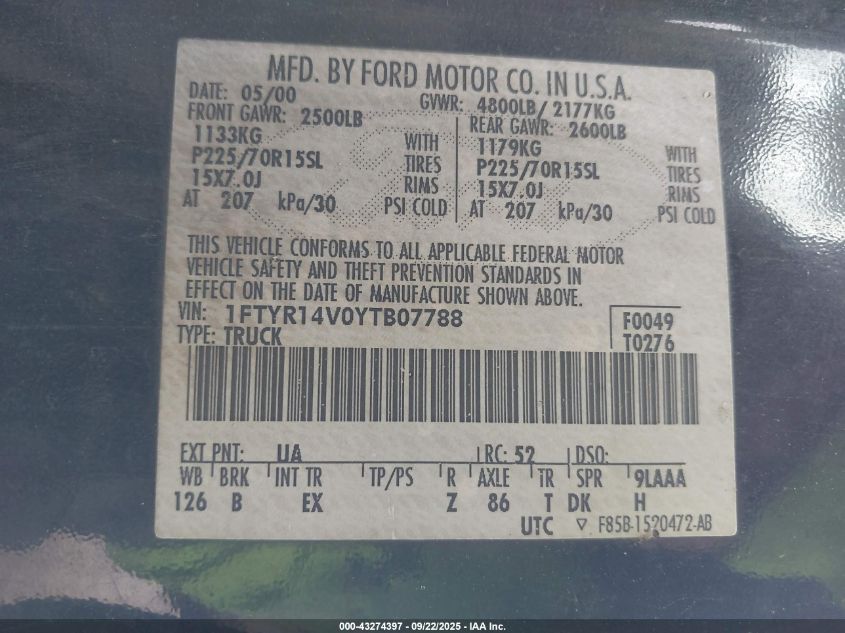 MFD. BY FORD MOTOR CO. IN U.S.A.
DATE: 05/00 GVWR: 4800LB/ 2177KG
FRONT GAWR: 2500LB REAR GAWR: 2600LB
1133KG WITH 1179KG WITH
P225/70R15SL TIRES P225/70R15SL TIRES
15X7.0J RIMS 15X7.0J RIMS
AT 207 kPa/30 PSI COLD AT 207 kPa/30 PSI COLD
THIS VEHICLE CONFORMS TO ALL APPLICABLE FEDERAL MOTOR
VEHICLE SAFETY AND THEFT PREVENTION STANDARDS IN
EFFECT ON THE DATE OF MANUFACTURE SHOWN ABOVE.
VIN: 1FTYR14V0YTB07788 F0049
TYPE: TRUCK T0276
EXT PNT: UA RC: 52 DSO:
WB BRK INT TR TP/PS R AXLE TR SPR 9LAAA
126 B EX Z 86 T DK H
UTC ▽ F85B-1520472-AB
000-43274397 - 09/22/2025 - IAA Inc.